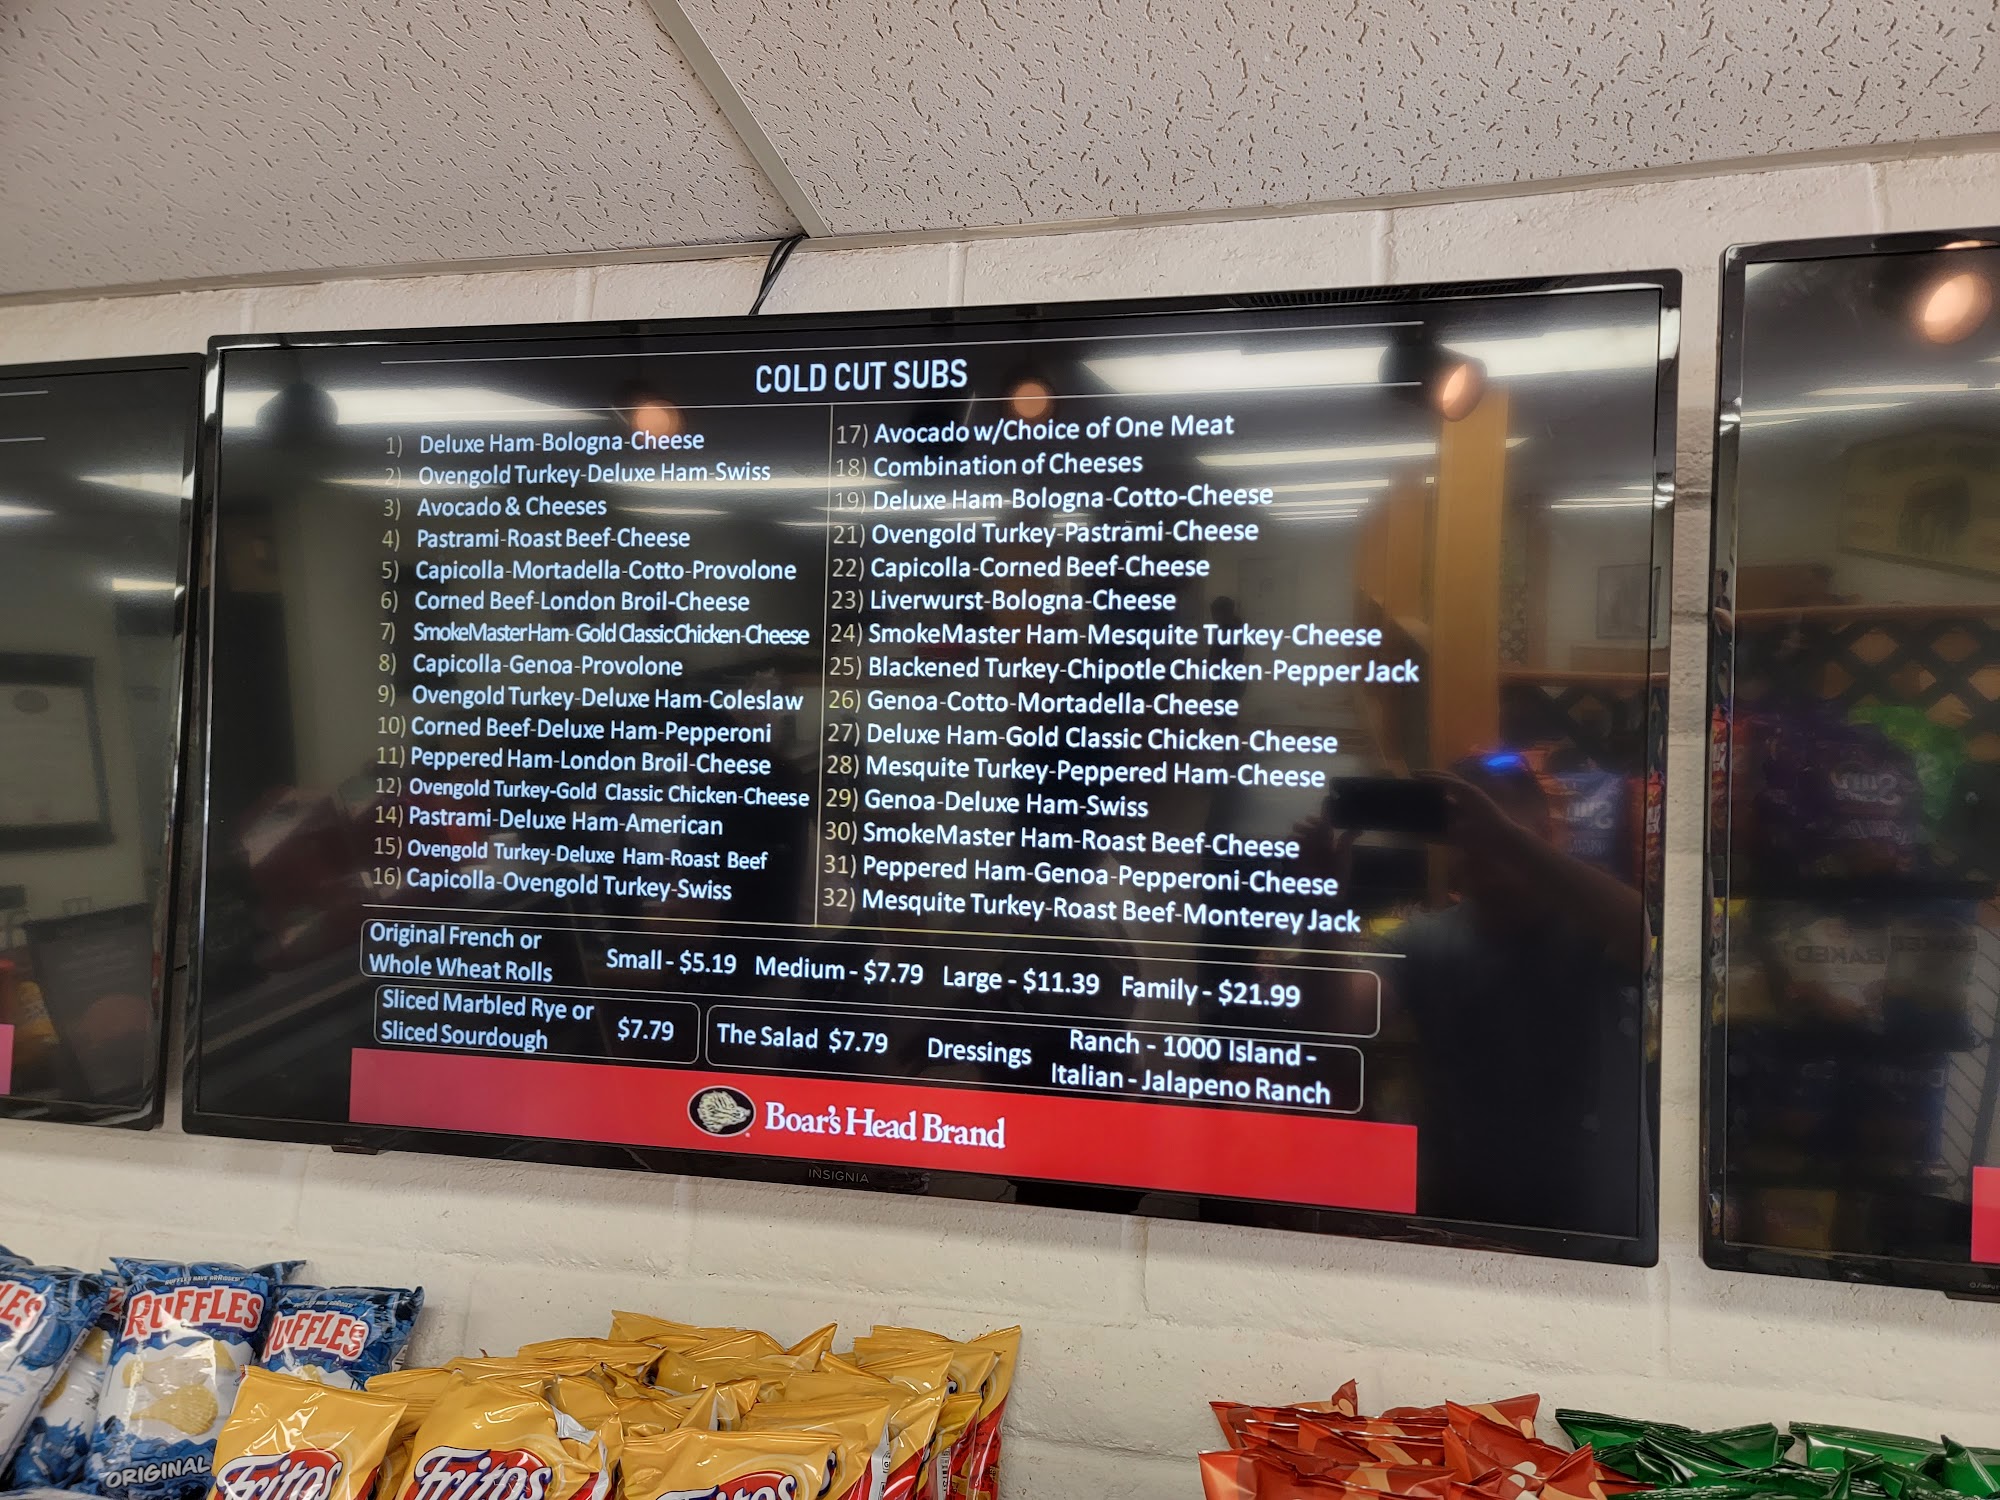 COLD CUT SUBS
1) Deluxe Ham-Bologna-Cheese
2) Ovengold Turkey-Deluxe Ham-Swiss
3) Avocado & Cheeses
4) Pastrami-Roast Beef-Cheese
5) Capicolla-Mortadella-Cotto-Provolone
6) Corned Beef-London Broil-Cheese
7) SmokeMaster Ham- Gold Classic Chicken-Cheese
8) Capicolla-Genoa-Provolone
9) Ovengold Turkey-Deluxe Ham-Coleslaw
10) Corned Beef-Deluxe Ham-Pepperoni
11) Peppered Ham-London Broil-Cheese
12) Ovengold Turkey-Gold Classic Chicken-Cheese
14) Pastrami-Deluxe Ham-American
15) Ovengold Turkey-Deluxe Ham-Roast Beef
16) Capicolla-Ovengold Turkey-Swiss
17) Avocado w/Choice of One Meat
18) Combination of Cheeses
19) Deluxe Ham-Bologna-Cotto-Cheese
21) Ovengold Turkey-Pastrami-Cheese
22) Capicolla-Corned Beef-Cheese
23) Liverwurst-Bologna-Cheese
24) SmokeMaster Ham-Mesquite Turkey-Cheese
25) Blackened Turkey-Chipotle Chicken-Pepper Jack
26) Genoa-Cotto-Mortadella-Cheese
27) Deluxe Ham-Gold Classic Chicken-Cheese
28) Mesquite Turkey-Peppered Ham-Cheese
29) Genoa-Deluxe Ham-Swiss
30) SmokeMaster Ham-Roast Beef-Cheese
31) Peppered Ham-Genoa-Pepperoni-Cheese
32) Mesquite Turkey-Roast Beef-Monterey Jack
Original French or
Whole Wheat Rolls
Small - $5.19 Medium - $7.79 Large - $11.39 Family - $21.99
Sliced Marbled Rye or
Sliced Sourdough
$7.79
The Salad $7.79 Dressings
Ranch - 1000 Island -
Italian - Jalapeno Ranch
Boar's Head Brand
INSIGNIA
RUFFLES
ORIGINAL
RUFFLES
Fritos
Fritos
Fritos